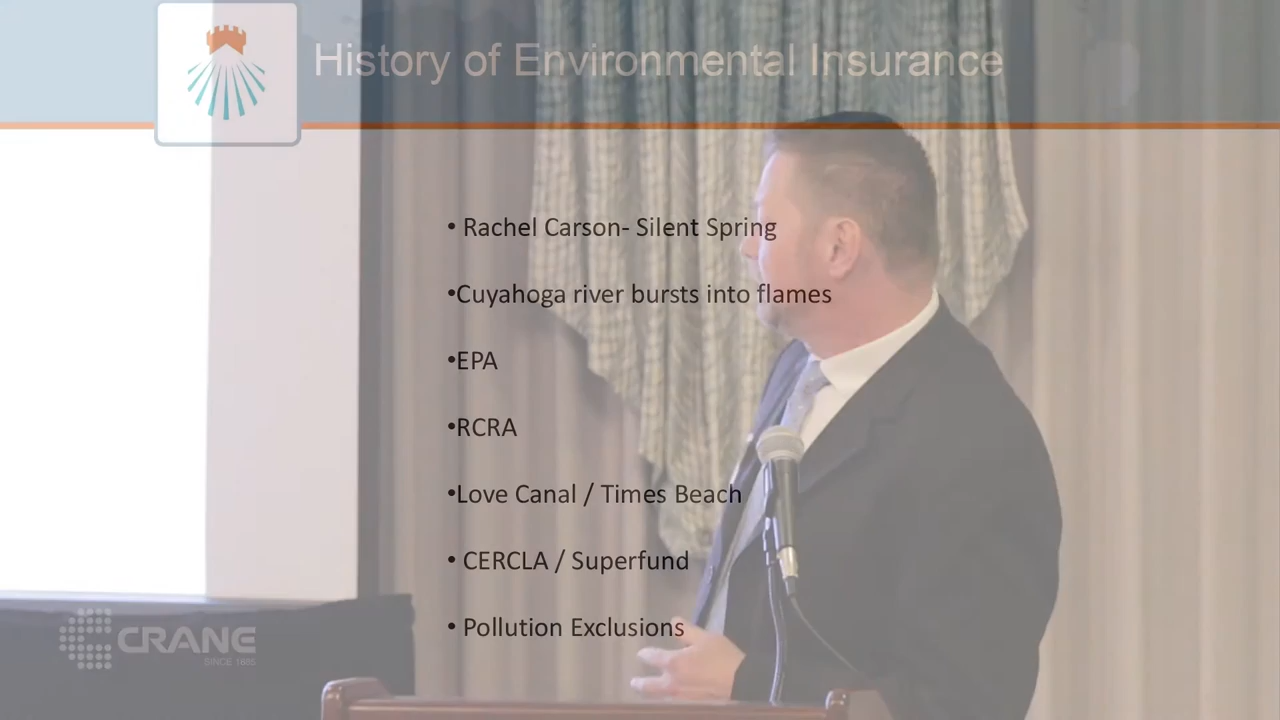 History of Environmental Insurance
• Rachel Carson- Silent Spring
•Cuyahoga river bursts into flames
•EPA
•RCRA
•Love Canal / Times Beach
• CERCLA / Superfund
• Pollution Exclusions
CRANE
SINCE 1885